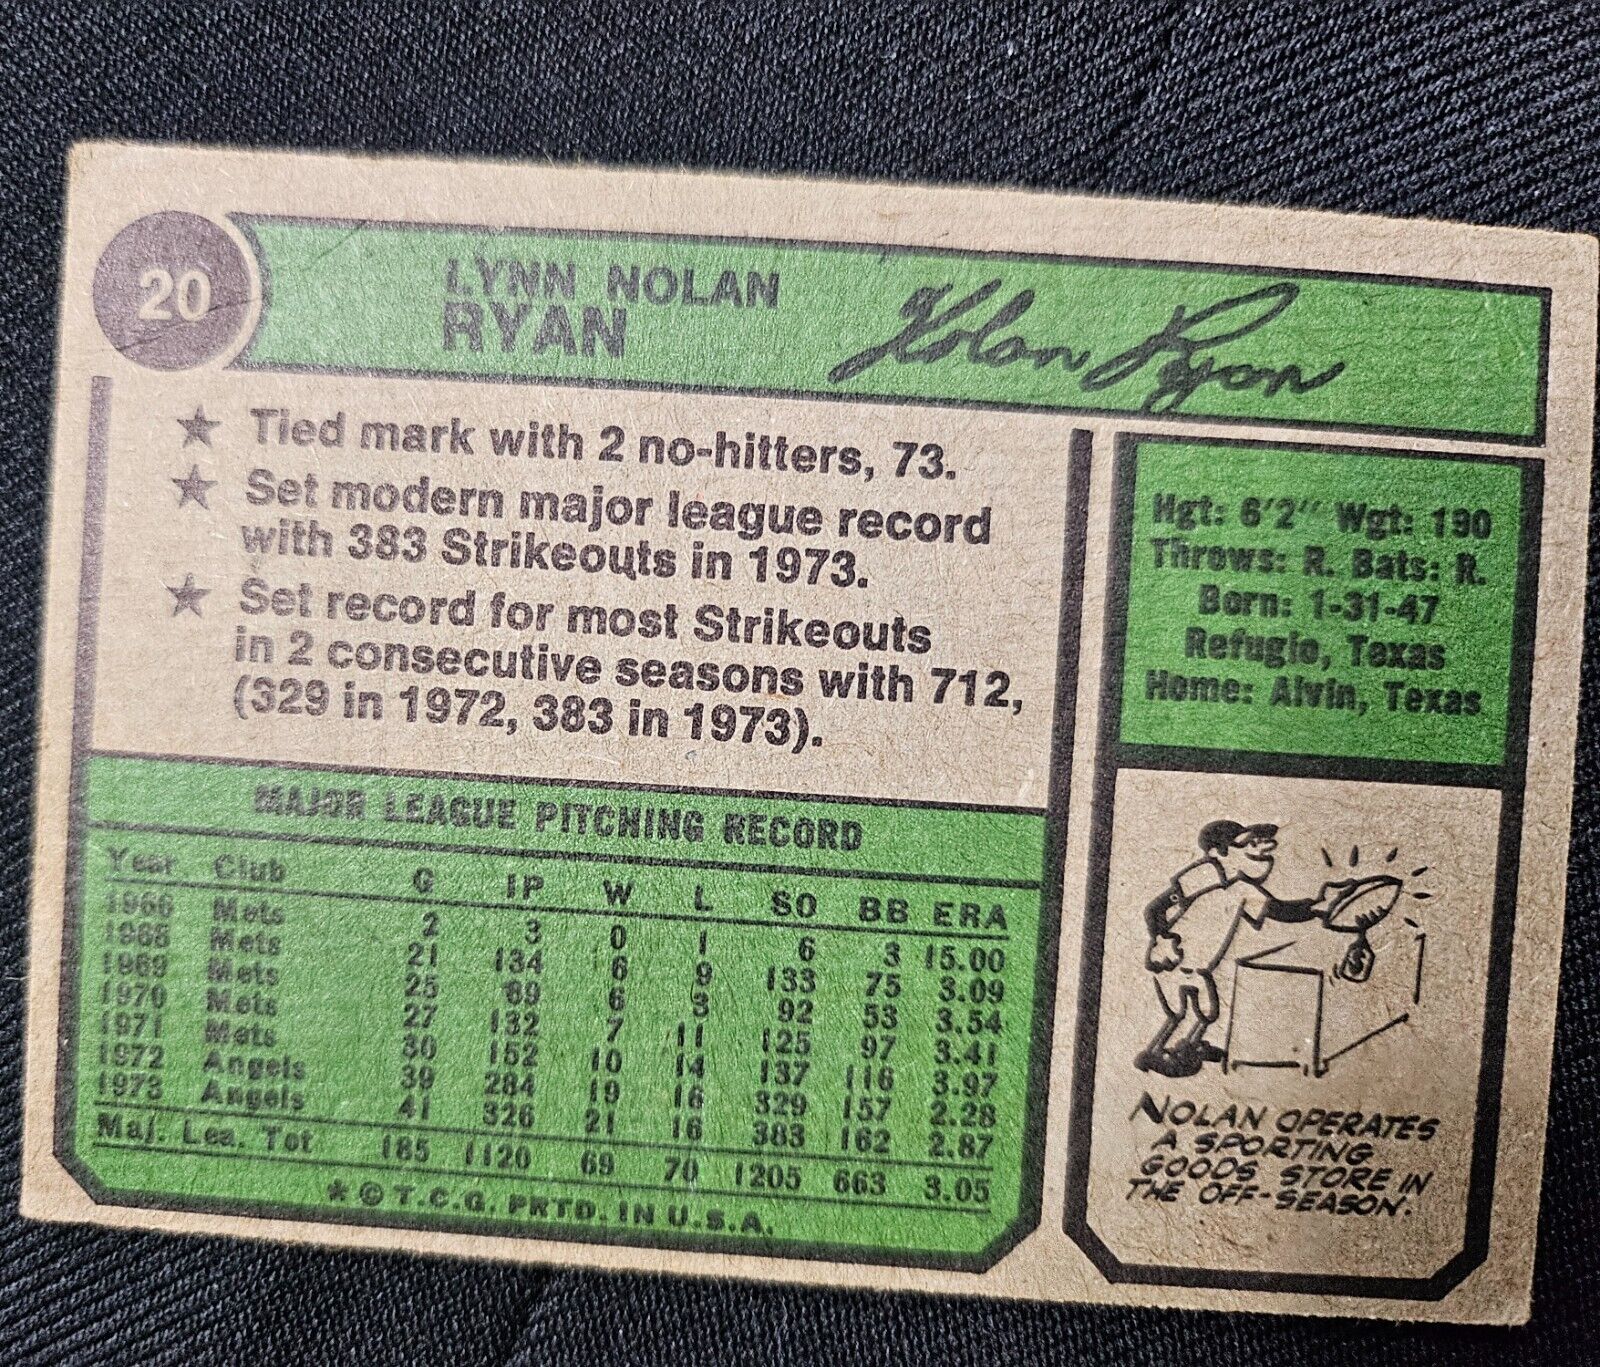 20
LYNN NOLAN
RYAN
Nolan Ryan
★ Tied mark with 2 no-hitters, 73.
★ Set modern major league record
with 383 Strikeouts in 1973.
★ Set record for most Strikeouts
in 2 consecutive seasons with 712,
(329 in 1972, 383 in 1973).
Hgt: 6'2" Wgt: 190
Throws: R. Bats: R.
Born: 1-31-47
Refugio, Texas
Home: Alvin, Texas
MAJOR LEAGUE PITCHING RECORD
Year Club G IP W L SO BB ERA
1966 Mets 2 3 0 1 6 3 15.00
1968 Mets 21 134 6 9 133 75 3.09
1969 Mets 25 89 6 3 92 53 3.54
1970 Mets 27 132 7 11 125 97 3.41
1971 Mets 30 152 10 14 137 116 3.97
1972 Angels 39 284 19 16 329 157 2.28
1973 Angels 41 326 21 16 383 162 2.87
Maj. Lea. Tot 185 1120 69 70 1205 663 3.05
★ © T.C.G. PRTD. IN U.S.A.
$
NOLAN OPERATES
A SPORTING
GOODS STORE IN
THE OFF-SEASON.